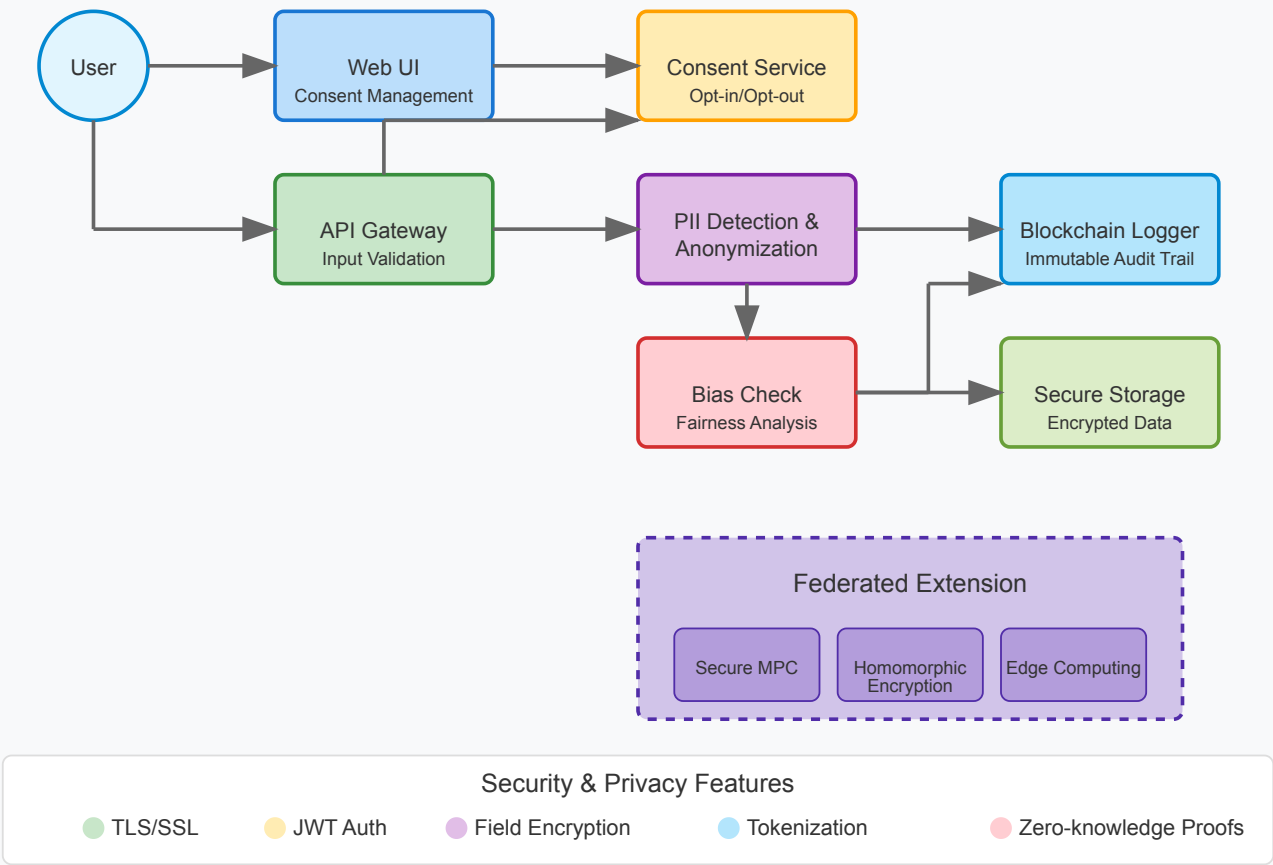 User
Web UI
Consent Management
Consent Service
Opt-in/Opt-out
API Gateway
Input Validation
PII Detection &
Anonymization
Blockchain Logger
Immutable Audit Trail
Bias Check
Fairness Analysis
Secure Storage
Encrypted Data
Federated Extension
Secure MPC
Homomorphic
Encryption
Edge Computing
Security & Privacy Features
TLS/SSL
JWT Auth
Field Encryption
Tokenization
Zero-knowledge Proofs